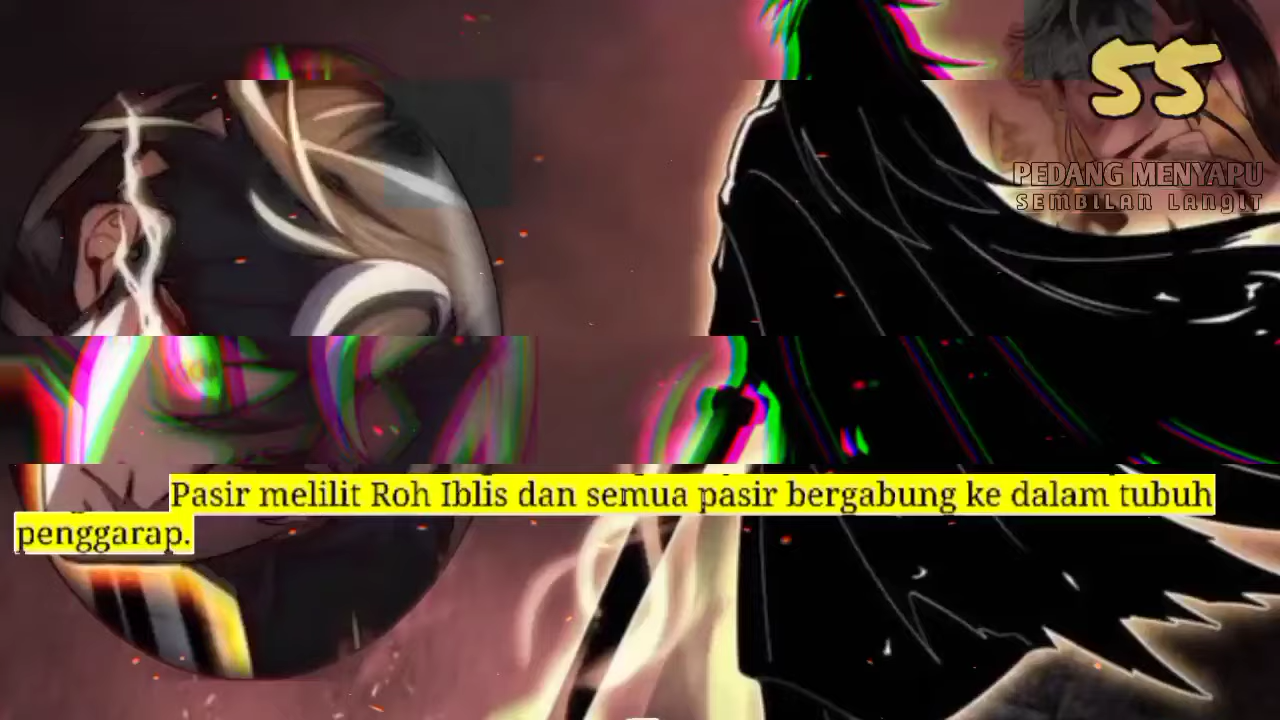 55
PEDANG MENYAPU
SEMBILAN LANGIT
Pasir melilit Roh Iblis dan semua pasir bergabung ke dalam tubuh
penggarap.